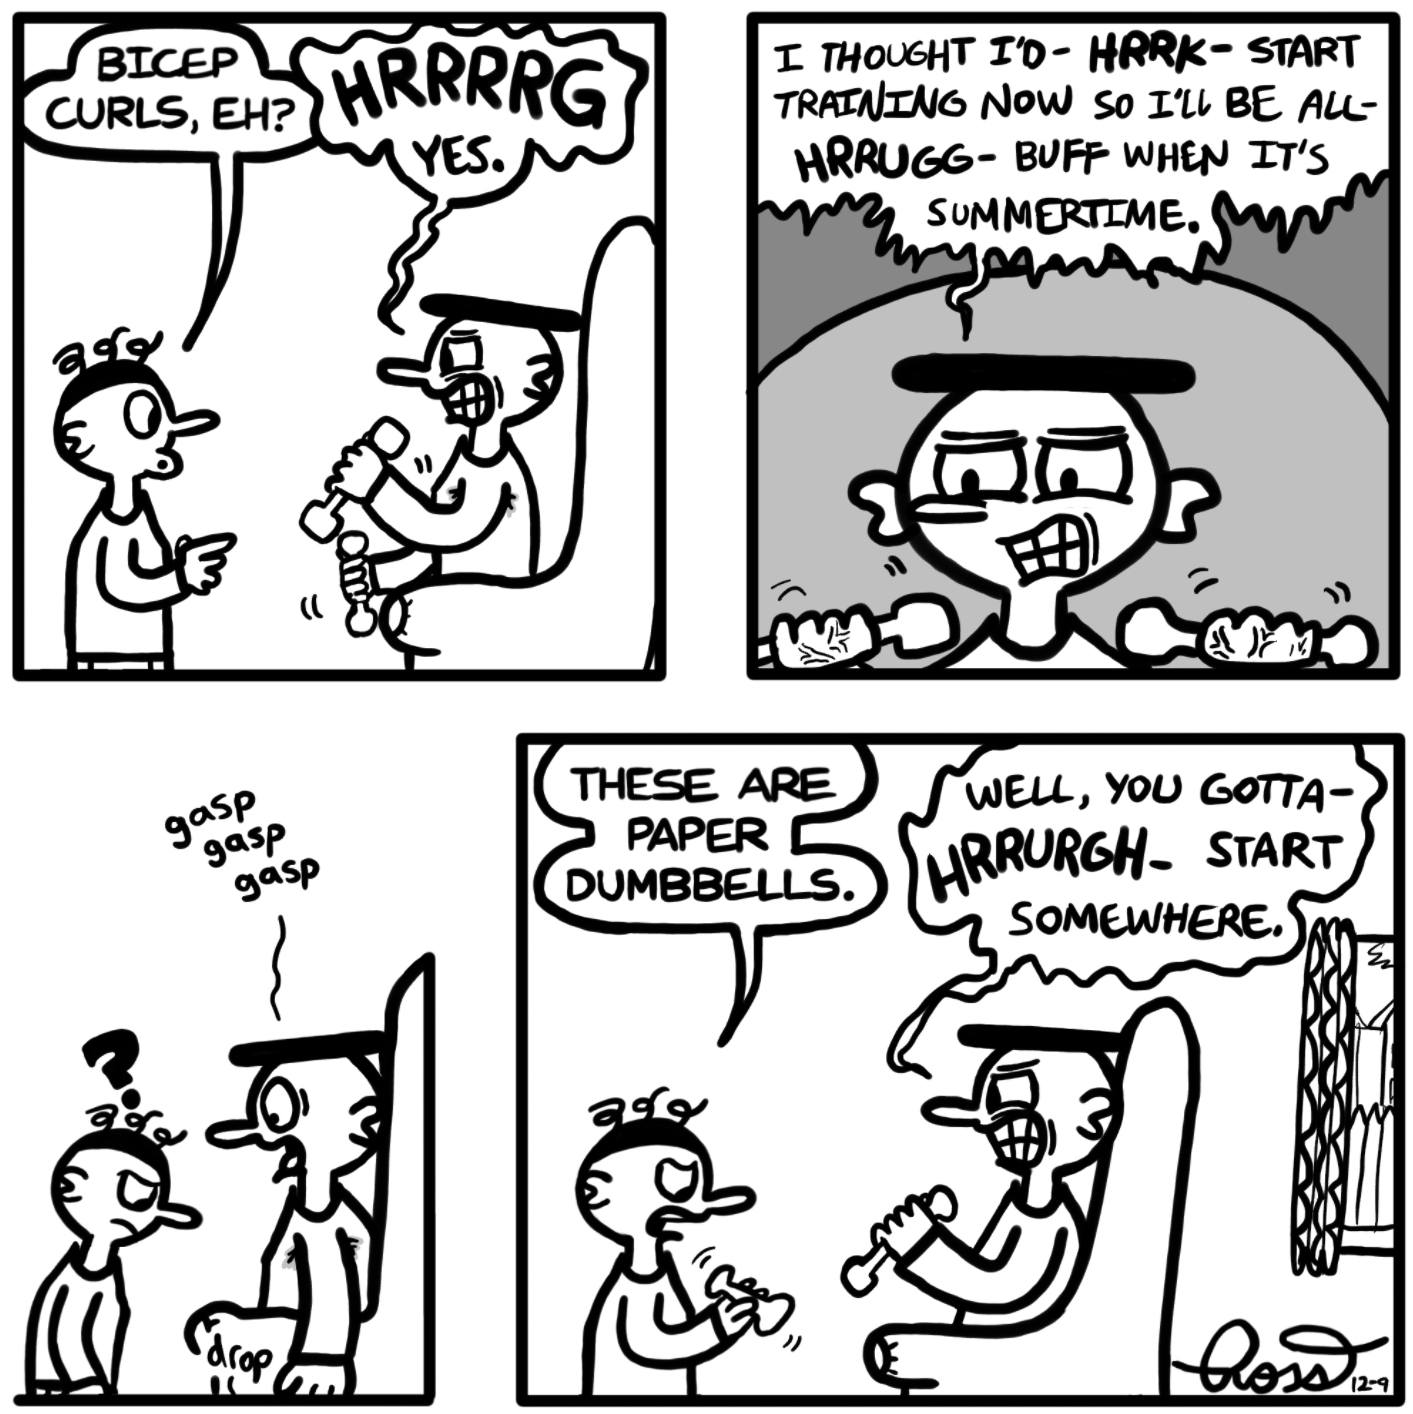 BICEP
CURLS, EH?
HRRRRG
YES.
I THOUGHT I'D- HRRK- START
TRAINING NOW SO I'LL BE ALL-
HRRUGG- BUFF WHEN IT'S
SUMMERTIME.
gasp
gasp
gasp
?
drop
THESE ARE
PAPER
DUMBBELLS.
WELL, YOU GOTTA-
HRRURGH- START
SOMEWHERE.
Ross
12-9